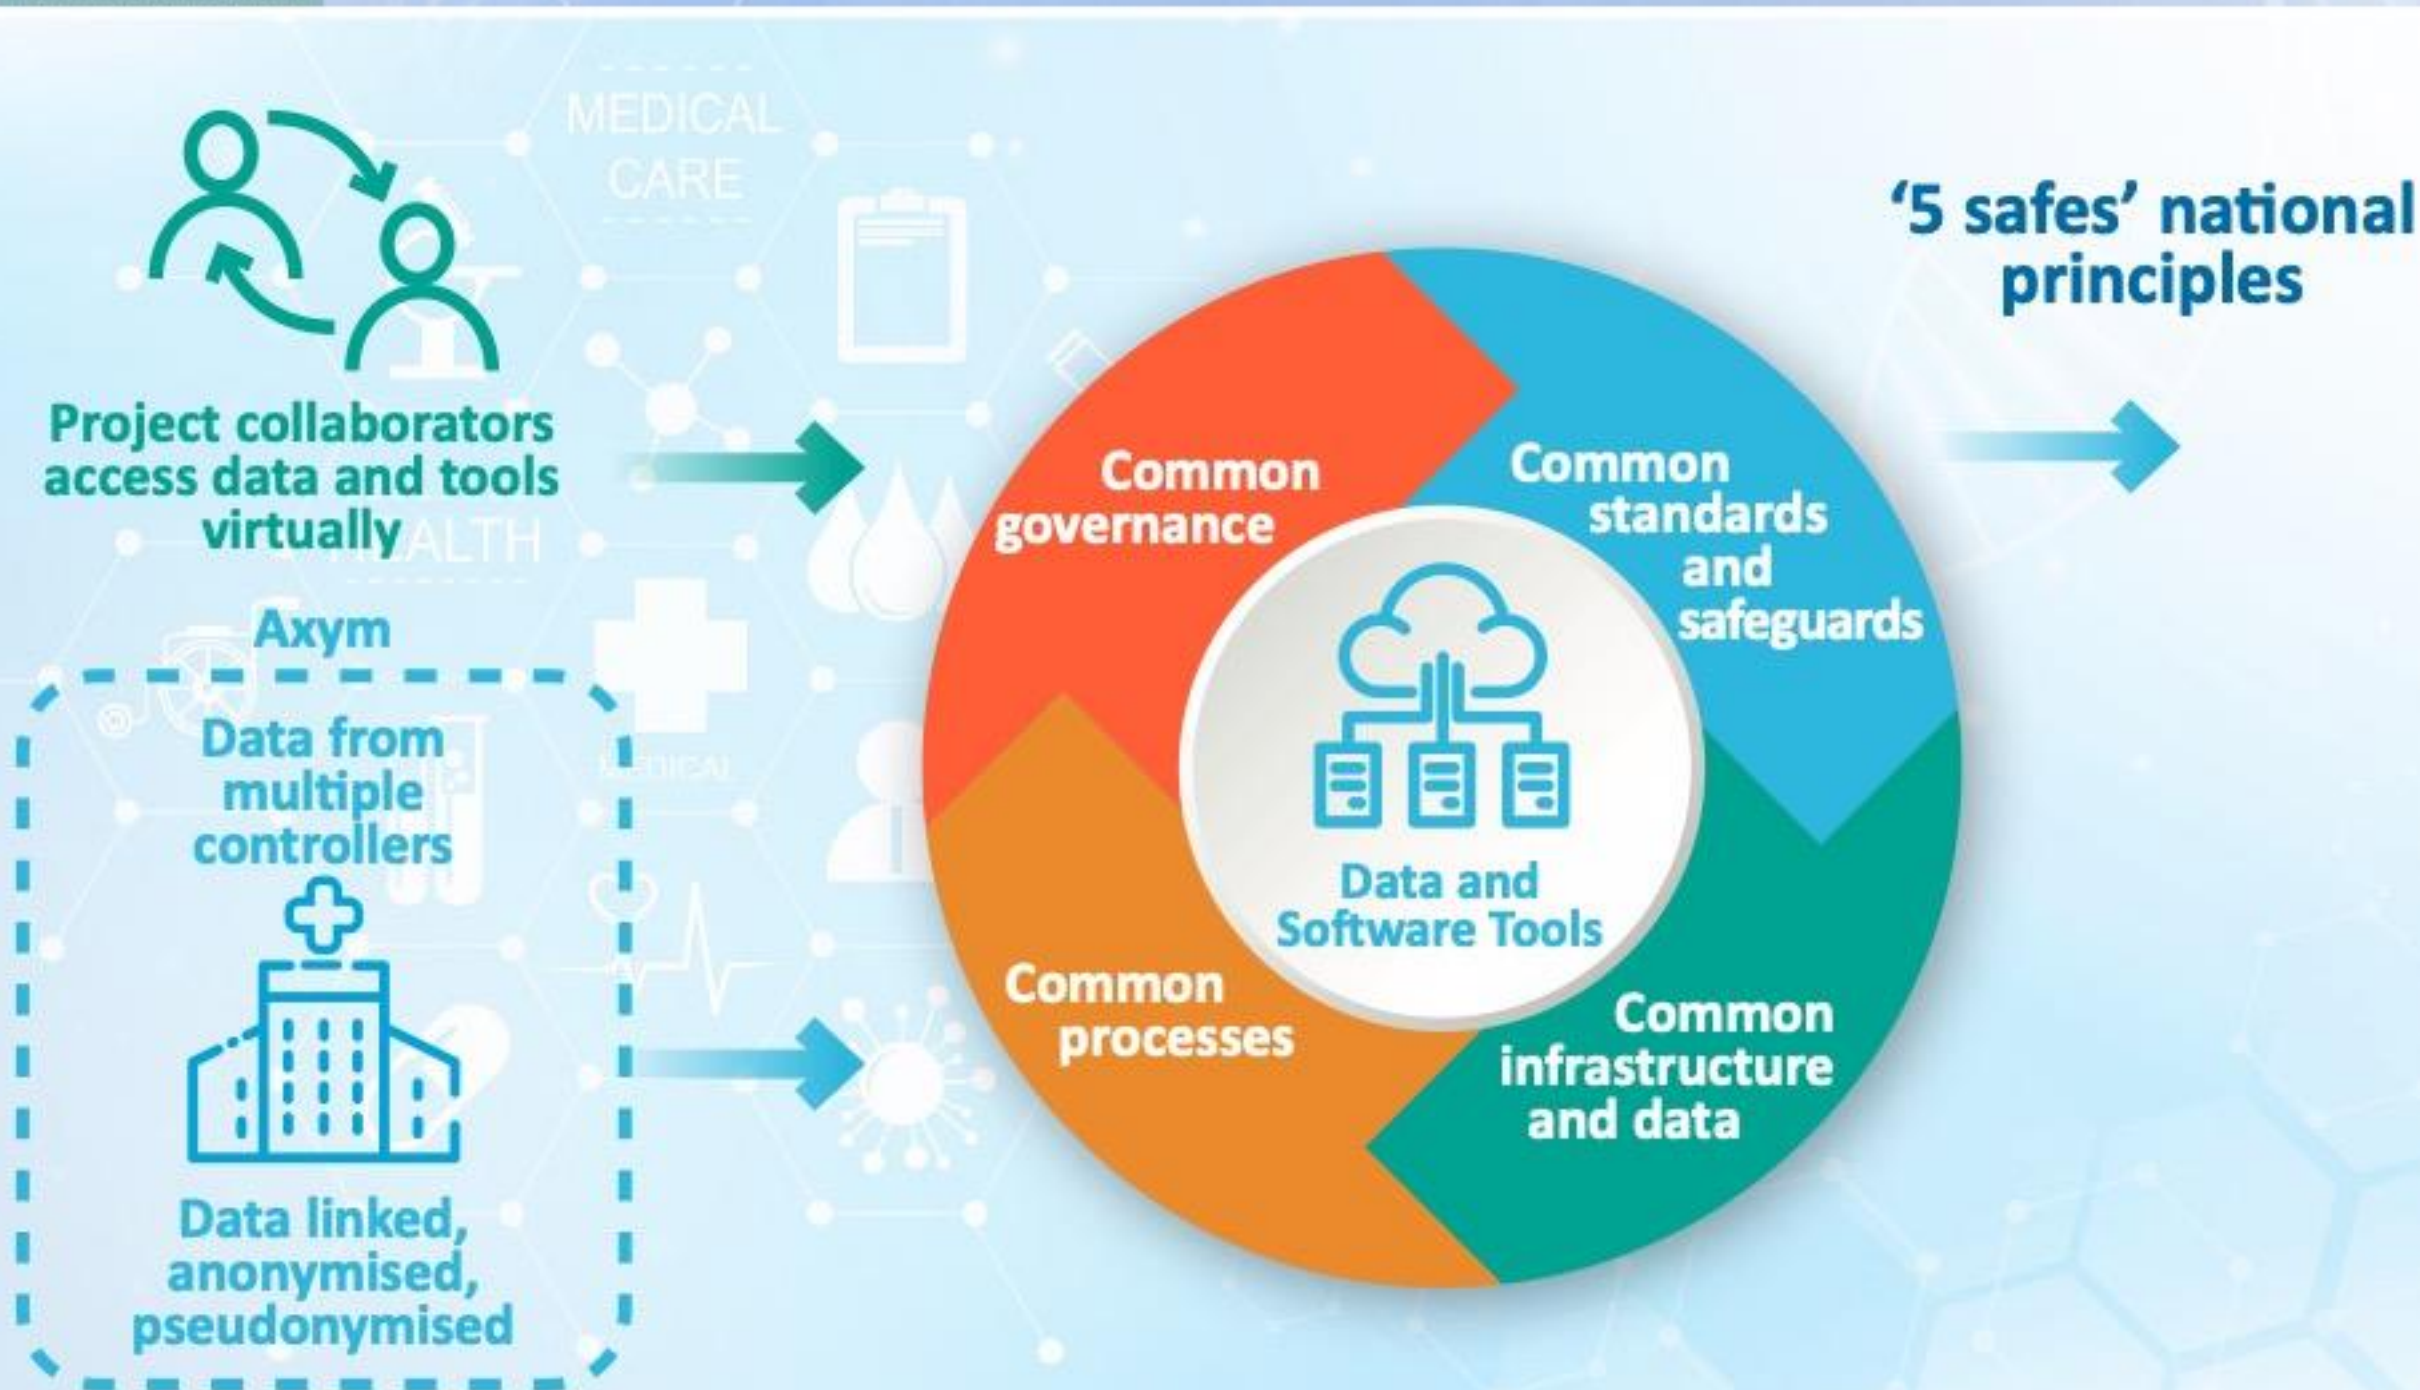 MEDICAL
CARE
Project collaborators
access data and tools
virtually
HEALTH
Axym
Data from
multiple
controllers
MEDICAL
Data linked,
anonymised,
pseudonymised
Common
governance
Common
standards
and
safeguards
Data and
Software Tools
Common
processes
Common
infrastructure
and data
‘5 safes’ national
principles